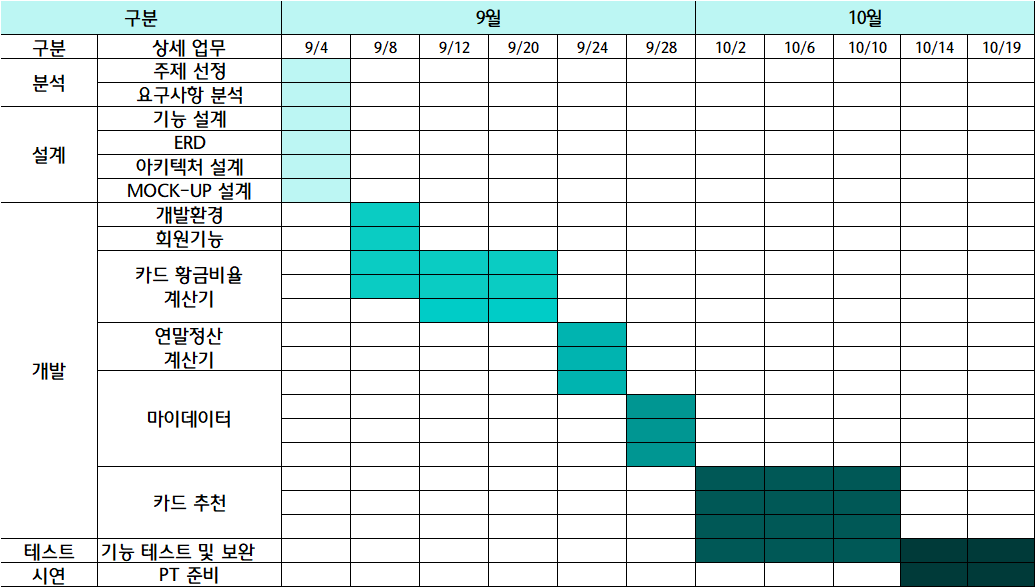 구분 9월 10월
구분 상세 업무 9/4 9/8 9/12 9/20 9/24 9/28 10/2 10/6 10/10 10/14 10/19
분석
주제 선정
요구사항 분석
설계
기능 설계
ERD
아키텍처 설계
MOCK-UP 설계
개발
개발환경
회원기능
카드 황금비율
계산기
연말정산
계산기
마이데이터
카드 추천
테스트 기능 테스트 및 보완
시연 PT 준비